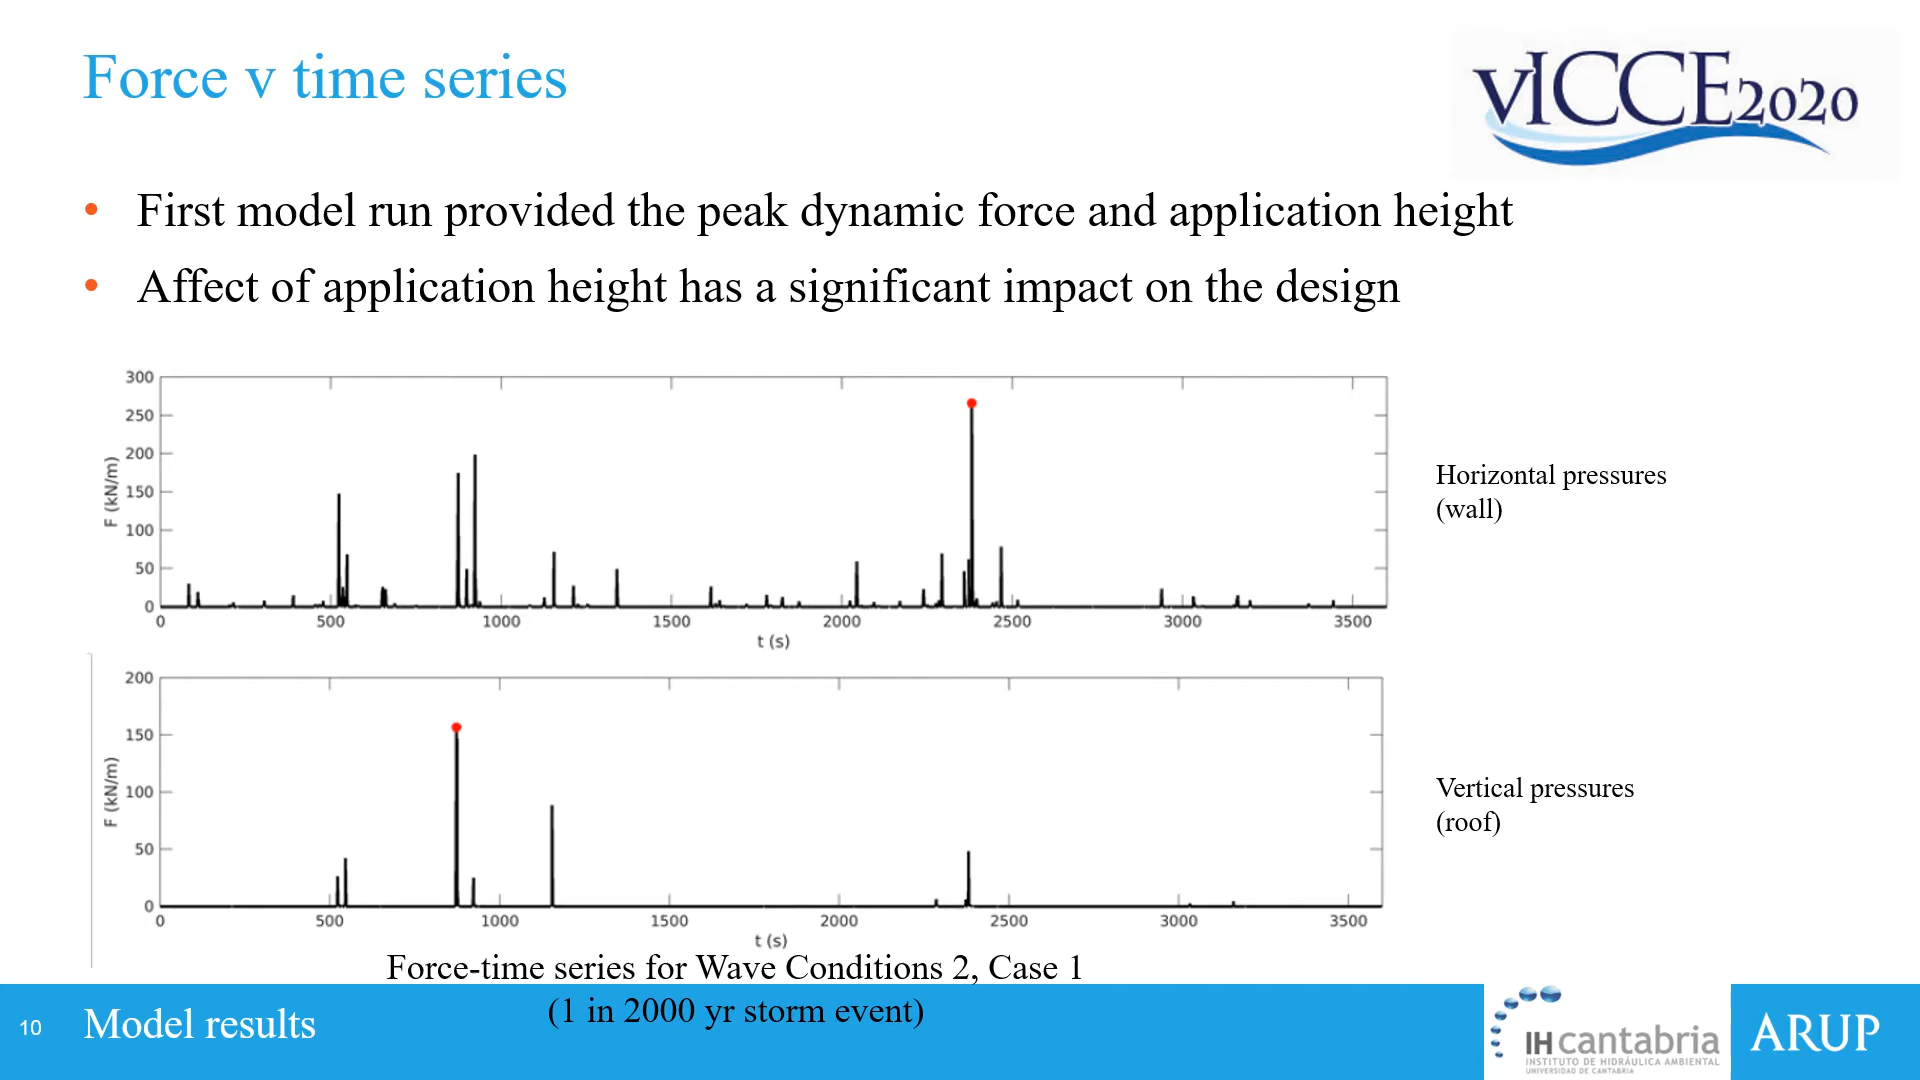 Force v time series
vICCE2020
• First model run provided the peak dynamic force and application height
• Affect of application height has a significant impact on the design
300
250
200
150
100
50
0
F (kN/m)
0 500 1000 1500 2000 2500 3000 3500
t (s)
Horizontal pressures
(wall)
200
150
100
50
0
F (kN/m)
0 500 1000 1500 2000 2500 3000 3500
t (s)
Vertical pressures
(roof)
Force-time series for Wave Conditions 2, Case 1
(1 in 2000 yr storm event)
10 Model results
IHcantabria
INSTITUTO DE HIDRÁULICA AMBIENTAL
UNIVERSIDAD DE CANTABRIA
ARUP